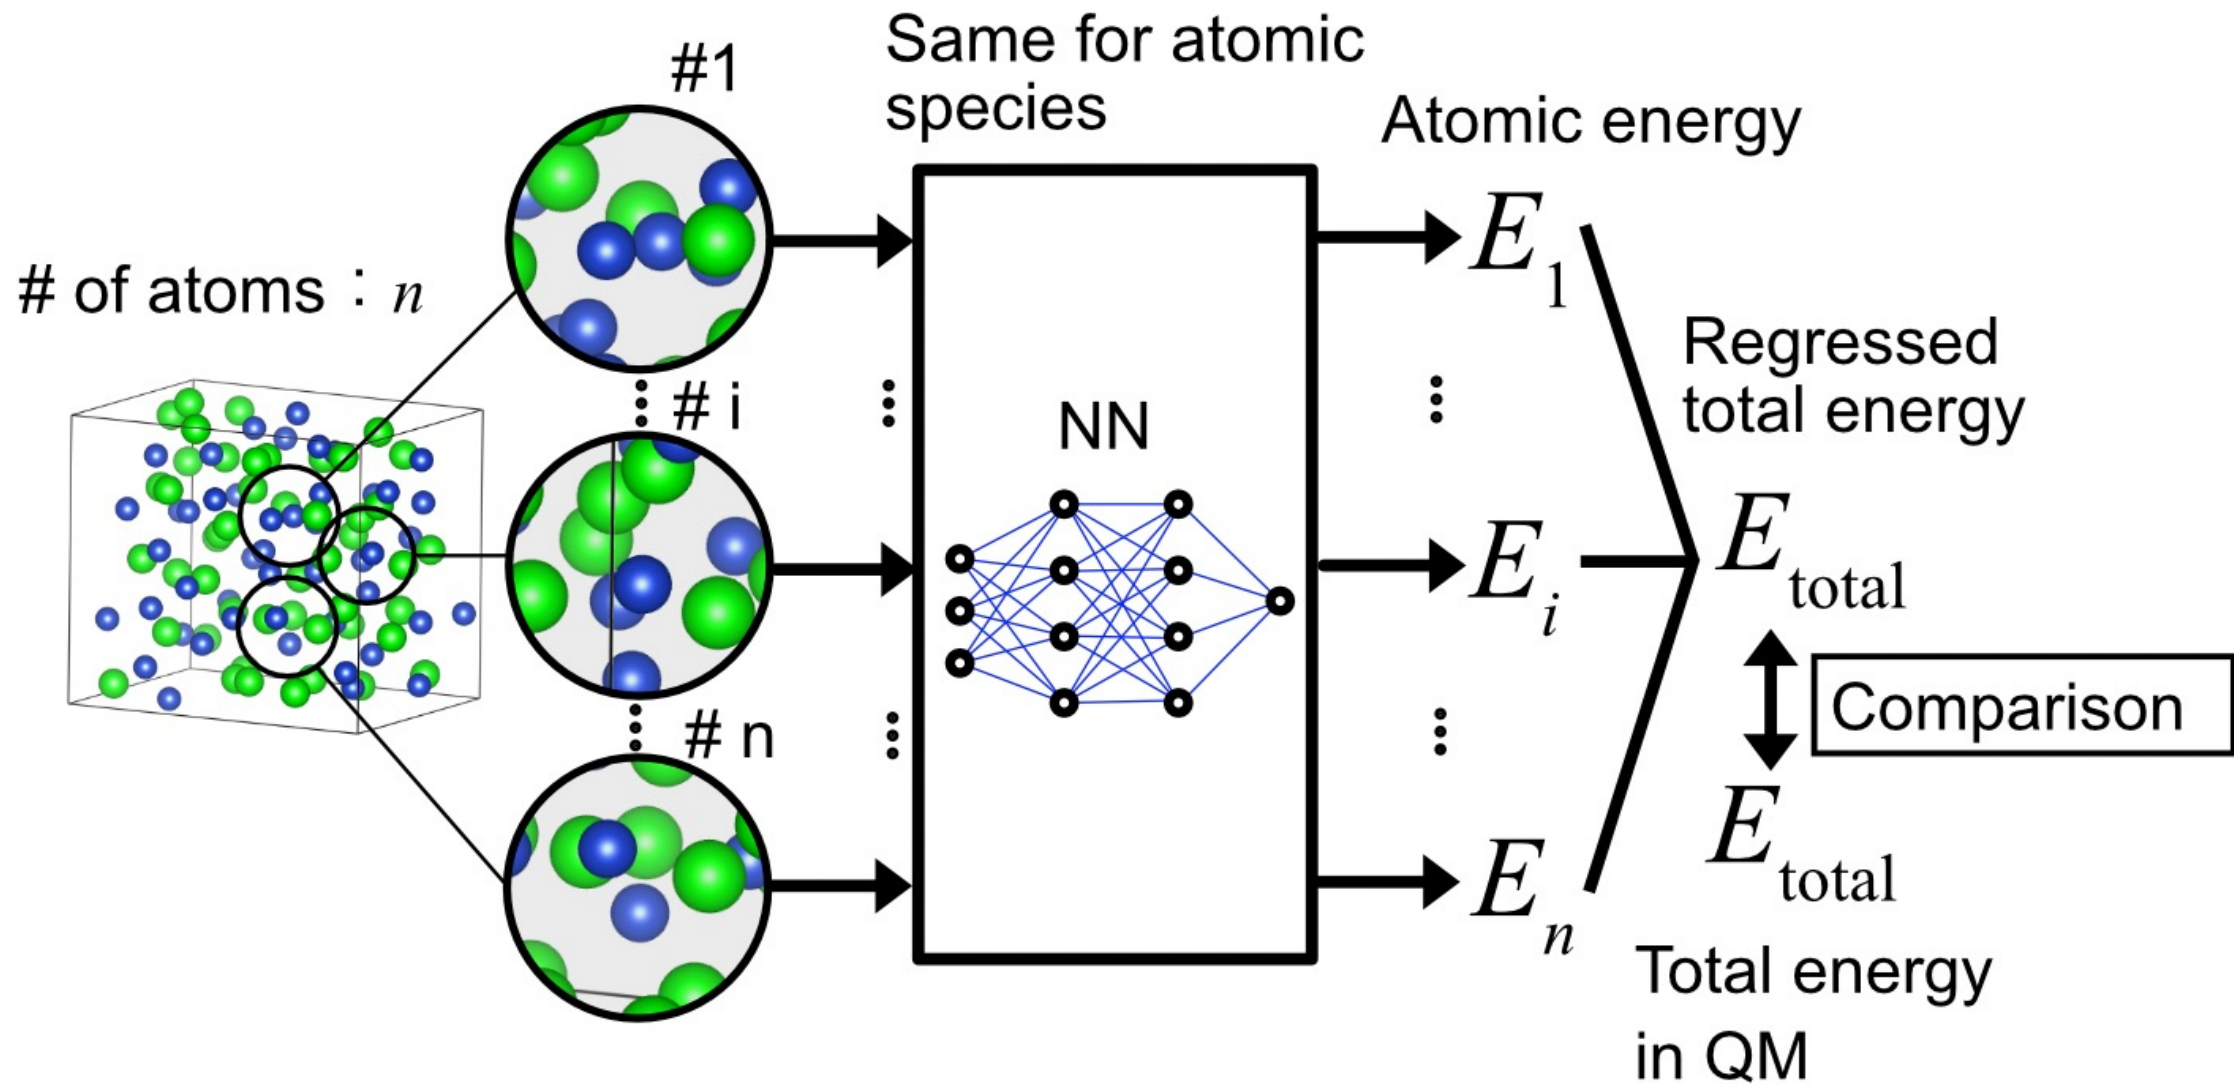 #1
Same for atomic
species
Atomic energy
# of atoms : n
E1
Regressed
total energy
# i
NN
Ei
Etotal
Comparison
# n
En
Etotal
Total energy
in QM